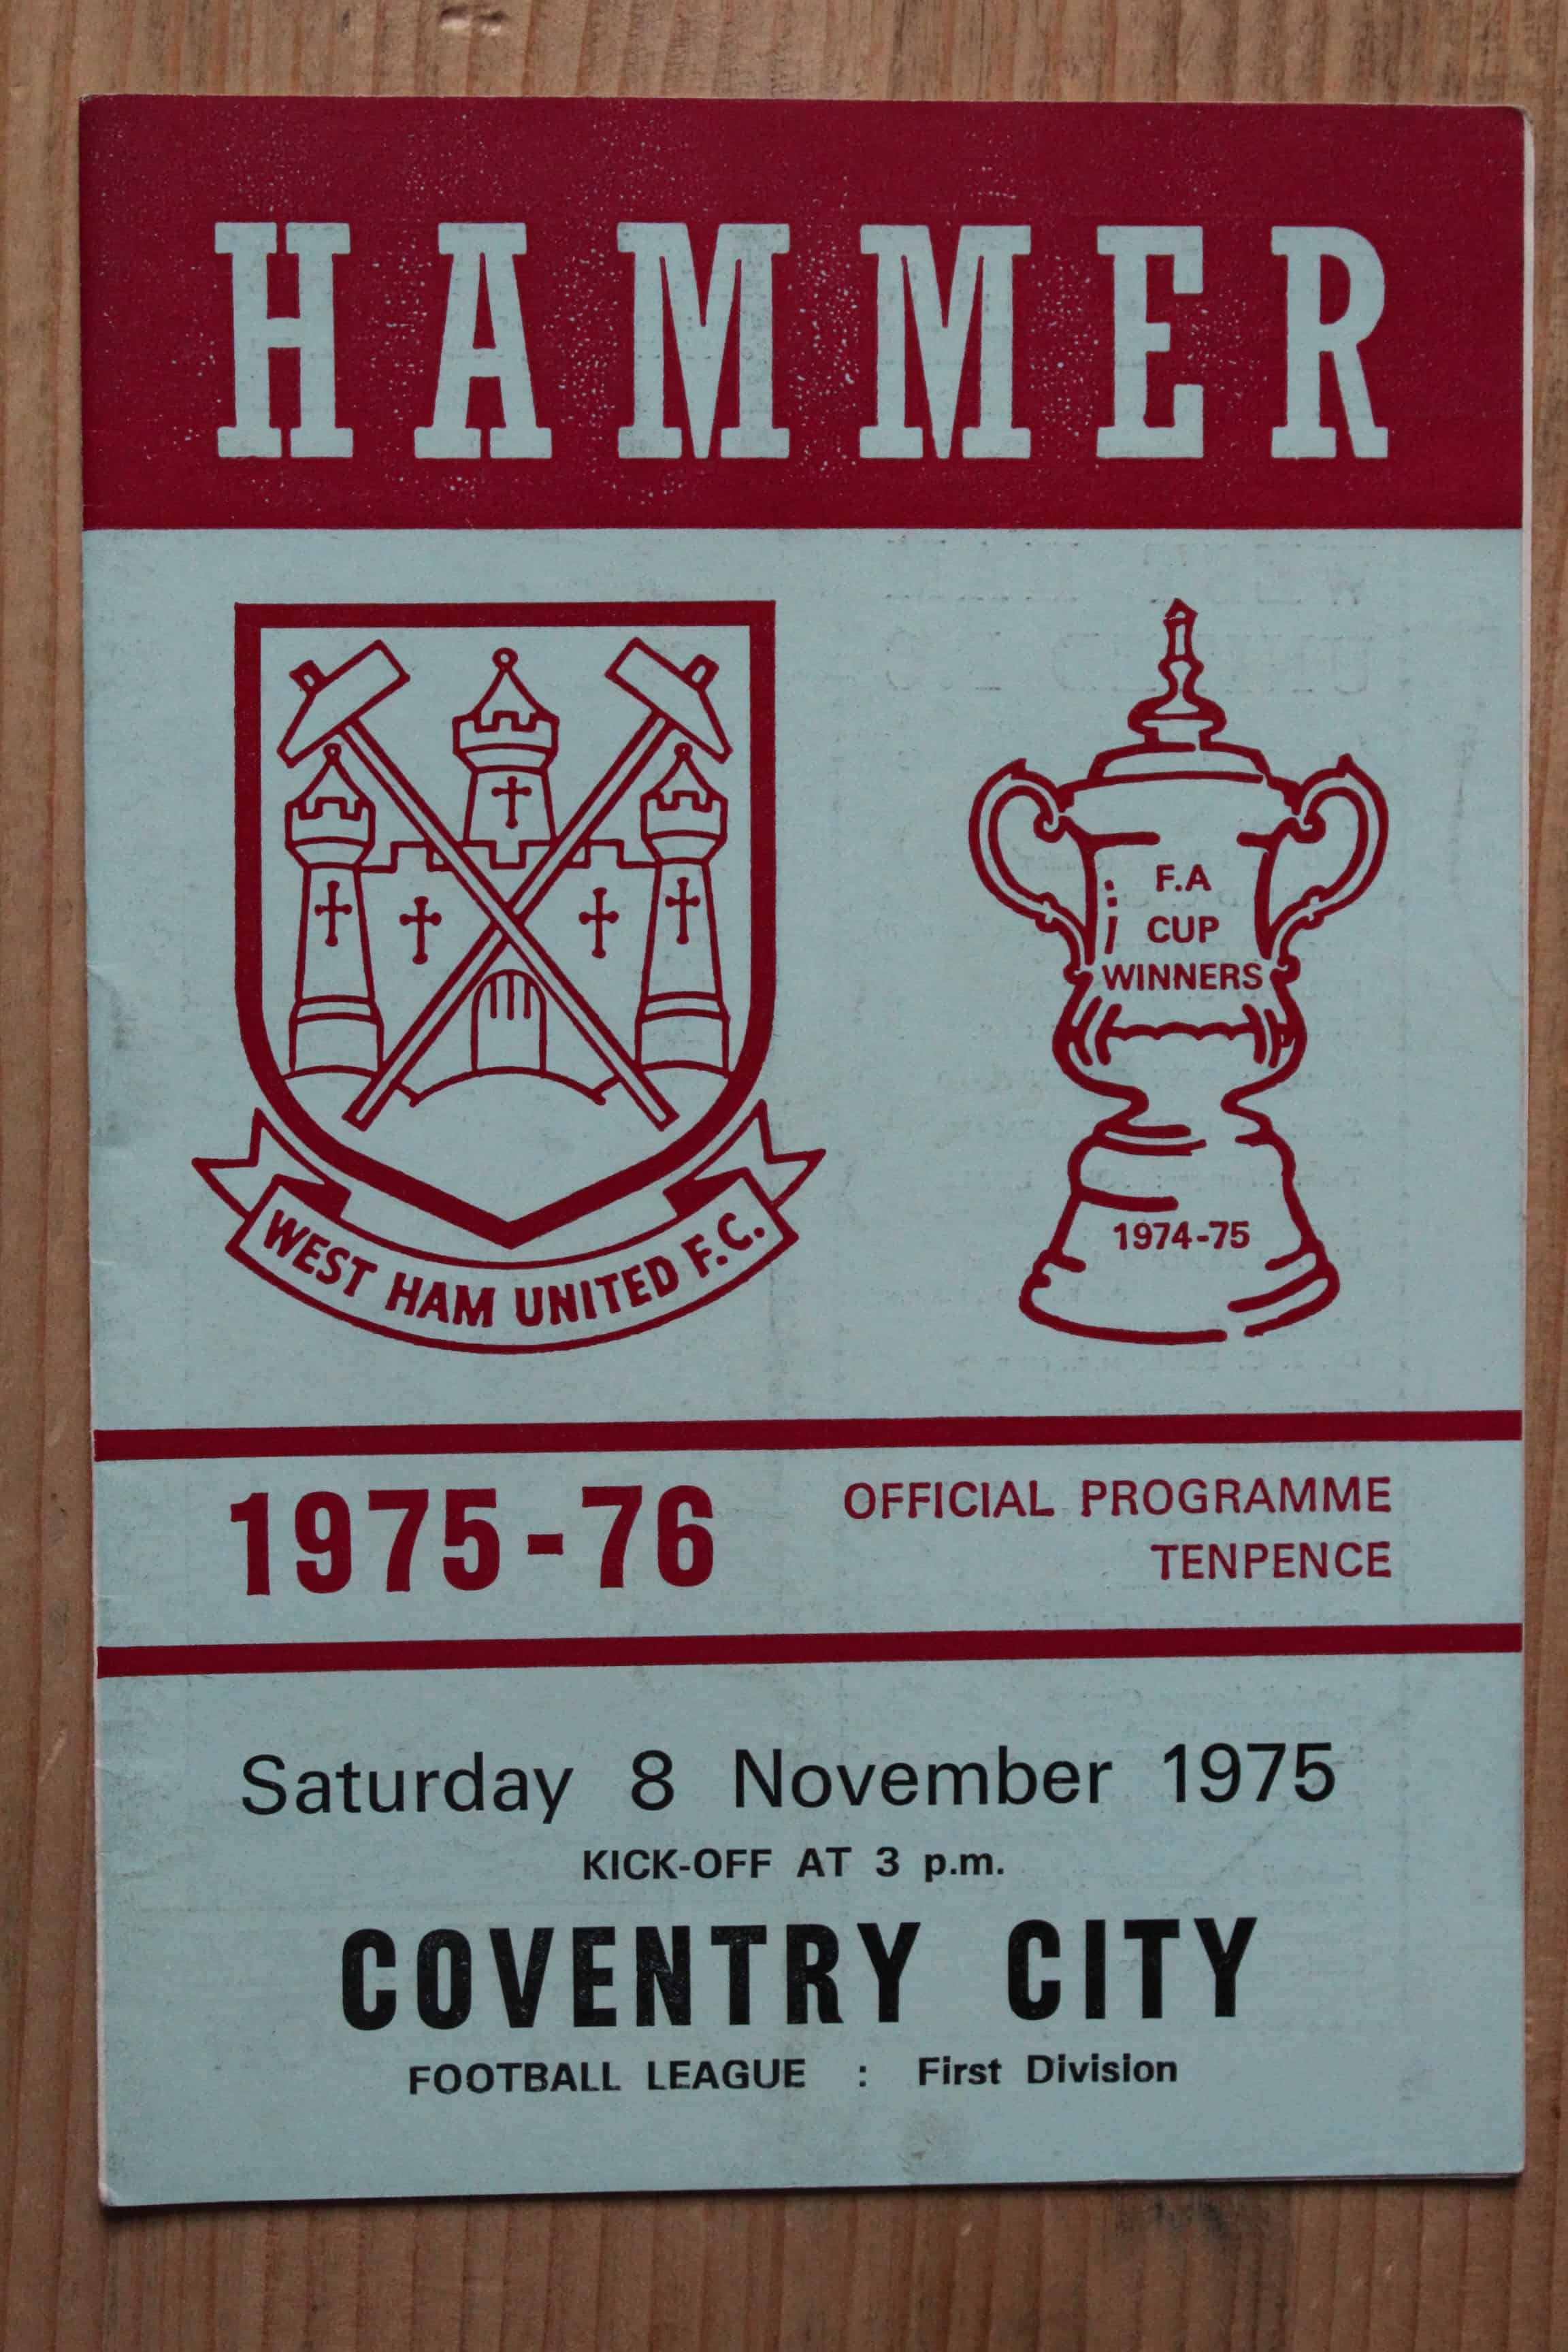 HAMMER
F.A
CUP
WINNERS
1974-75
WEST HAM UNITED F.C.
1975-76
OFFICIAL PROGRAMME
TENPENCE
Saturday 8 November 1975
KICK-OFF AT 3 p.m.
COVENTRY CITY
FOOTBALL LEAGUE : First Division